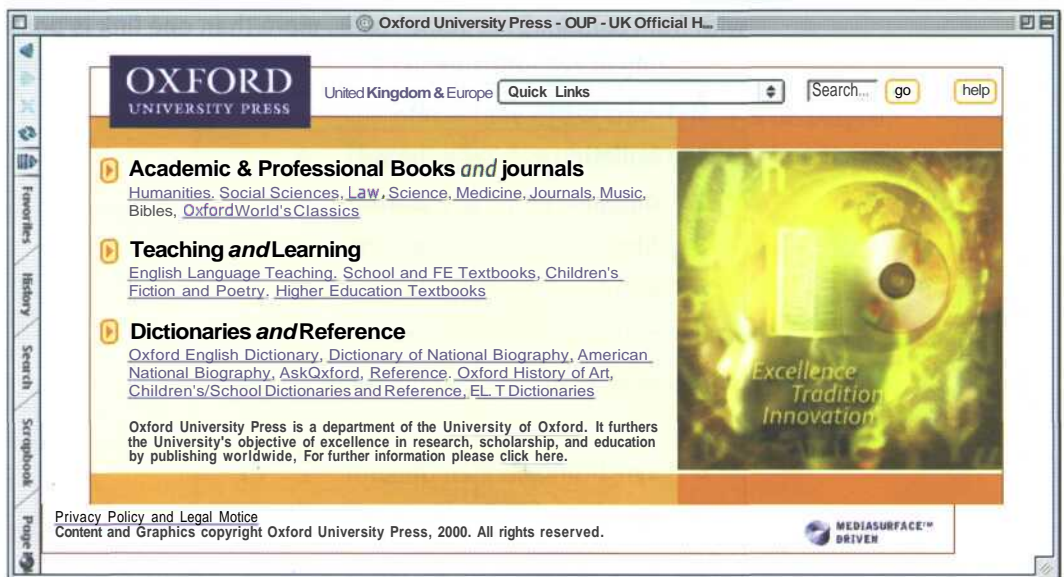 Oxford University Press - OUP - UK Official H...
OXFORD
UNIVERSITY PRESS
United Kingdom & Europe
Quick Links
Search...
go
help
Academic & Professional Books and journals
Humanities. Social Sciences, Law, Science, Medicine, Journals, Music,
Bibles, Oxford World's Classics
Teaching and Learning
English Language Teaching. School and FE Textbooks, Children's
Fiction and Poetry, Higher Education Textbooks
Dictionaries and Reference
Oxford English Dictionary, Dictionary of National Biography, American
National Biography, AskQxford, Reference. Oxford History of Art,
Children's/School Dictionaries and Reference, EL. T Dictionaries
Oxford University Press is a department of the University of Oxford. It furthers
the University's objective of excellence in research, scholarship, and education
by publishing worldwide, For further information please click here.
Excellence
Tradition
Innovation
Favorites
History
Search
Scrapbook
Page
Privacy Policy and Legal Motice
Content and Graphics copyright Oxford University Press, 2000. All rights reserved.
MEDIASURFACE™
DRIVEN